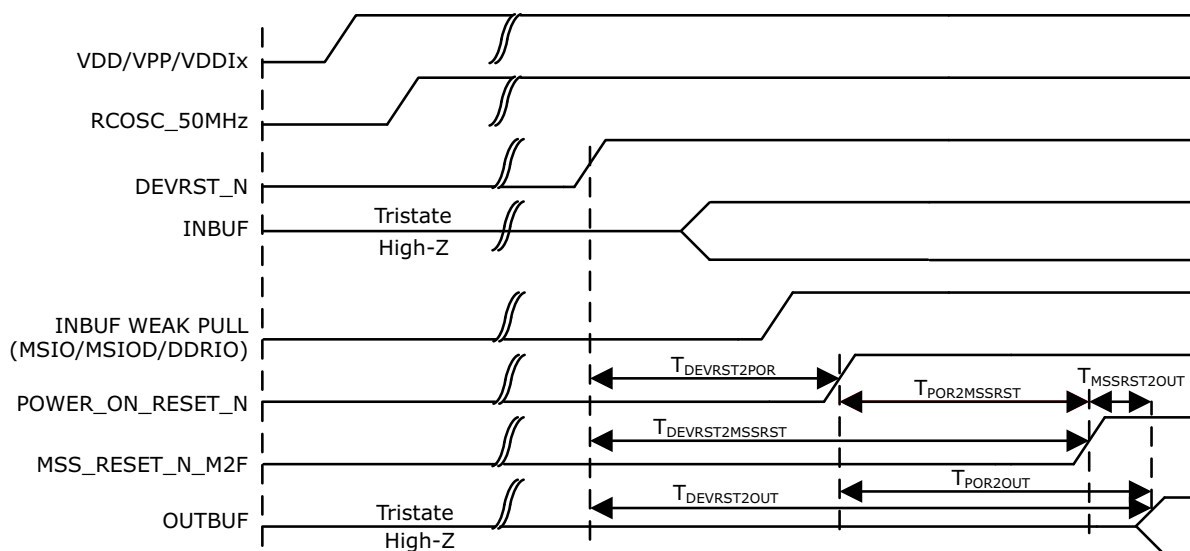 VDD/VPP/VDDIx
RCOSC_50MHz
DEVRST_N
INBUF
Tristate
High-Z
INBUF WEAK PULL
(MSIO/MSIOD/DDRIO)
TDEVRST2POR
TPOR2MSSRST
TMSSRST2OUT
POWER_ON_RESET_N
TDEVRST2MSSRST
MSS_RESET_N_M2F
TPOR2OUT
TDEVRST2OUT
OUTBUF
Tristate
High-Z